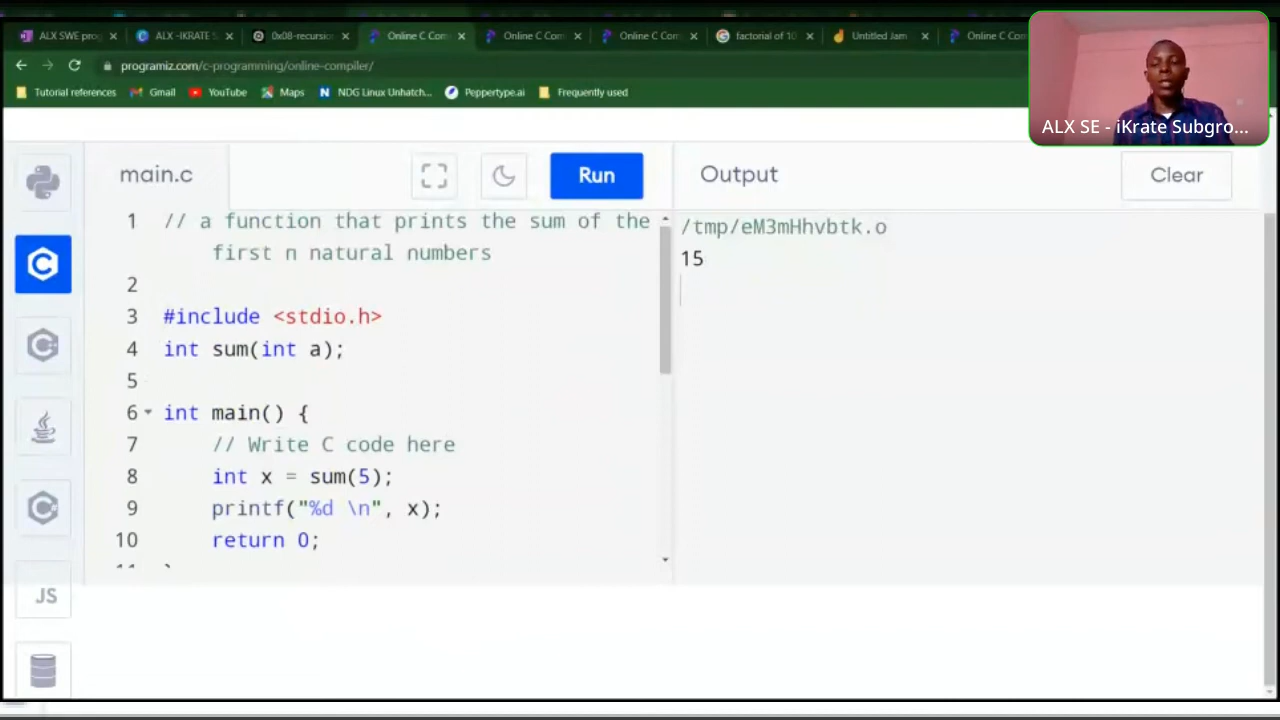 ALX SWE prog
ALX -IKRATE S
0x08-recursio
Online C Com
Online C Com
Online C Com
factorial of 10
Untitled Jam
Online C Com
programiz.com/c-programming/online-compiler/
Tutorial references
Gmail
YouTube
Maps
NDG Linux Unhatch...
Peppertype.ai
Frequently used
ALX SE - iKrate Subgro...
main.c
Run
Output
Clear
1 // a function that prints the sum of the
first n natural numbers
2
3 #include <stdio.h>
4 int sum(int a);
5
6 int main() {
7 // Write C code here
8 int x = sum(5);
9 printf("%d \n", x);
10 return 0;
/tmp/eM3mHhvbtk.o
15
JS